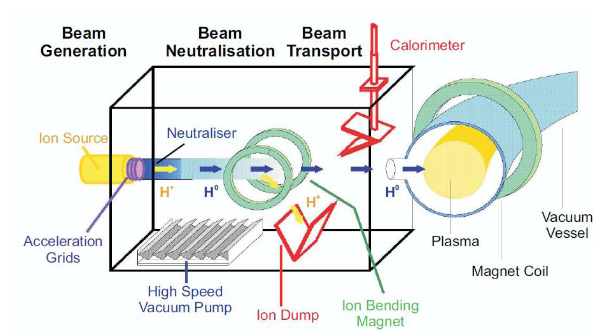 Beam
Generation
Beam
Neutralisation
Beam
Transport
Calorimeter
Ion Source
Neutraliser
H⁺
H⁰
H⁺
H⁰
Acceleration
Grids
High Speed
Vacuum Pump
Ion Dump
Ion Bending
Magnet
Plasma
Magnet Coil
Vacuum
Vessel